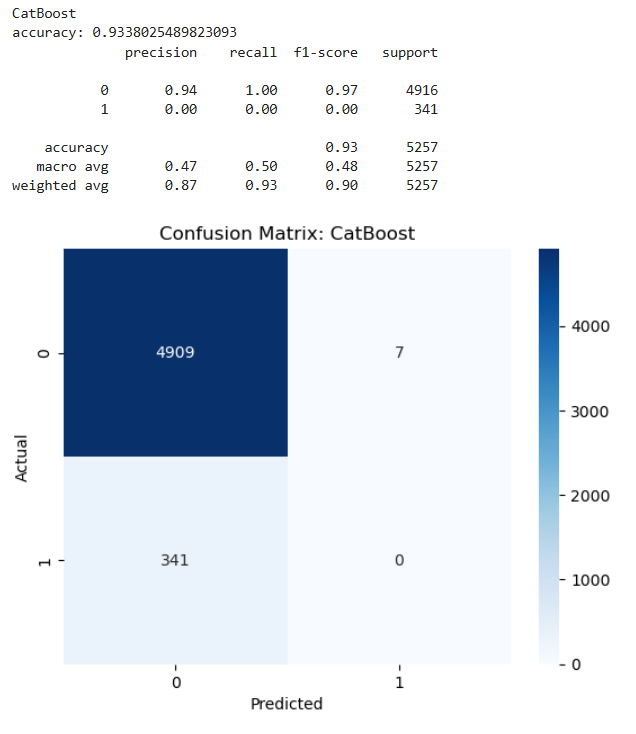 CatBoost
accuracy: 0.9338025489823093
precision recall f1-score support
0 0.94 1.00 0.97 4916
1 0.00 0.00 0.00 341
accuracy 0.93 5257
macro avg 0.47 0.50 0.48 5257
weighted avg 0.87 0.93 0.90 5257
Confusion Matrix: CatBoost
4909 7
341 0
0
1
Actual
0 1
Predicted
4000
3000
2000
1000
0